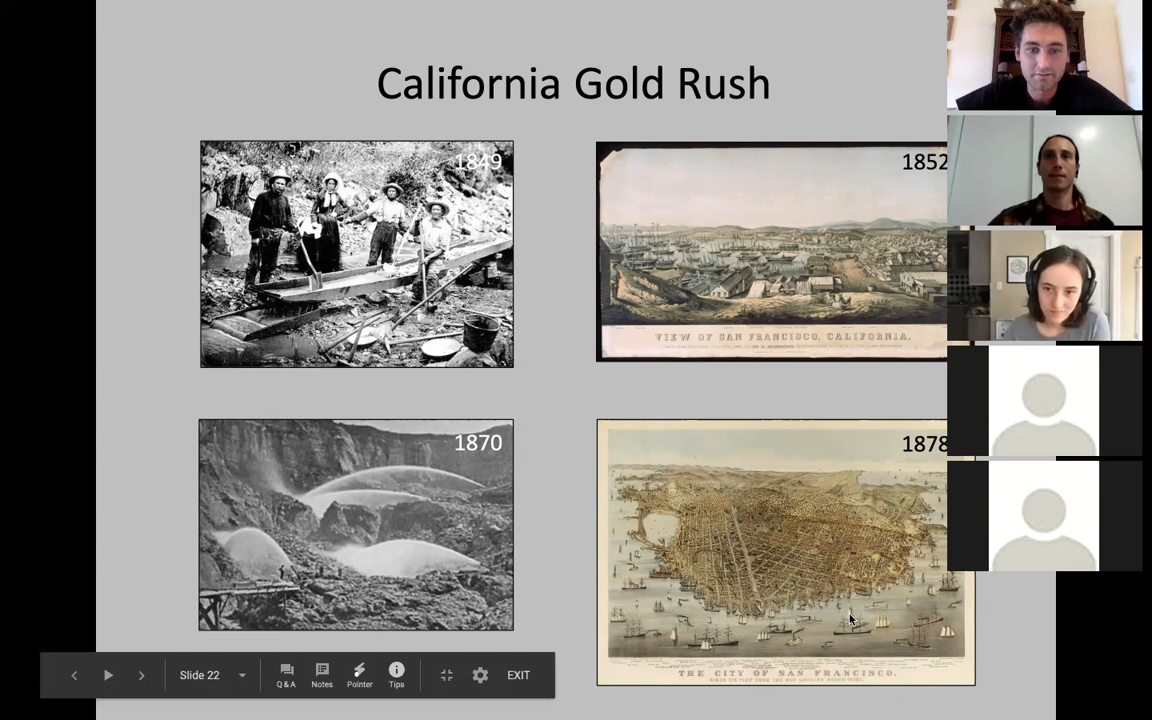 California Gold Rush
1849
1852
VIEW OF SAN FRANCISCO, CALIFORNIA.
1870
1878
THE CITY OF SAN FRANCISCO.
Slide 22
Q & A
Notes
Pointer
Tips
EXIT